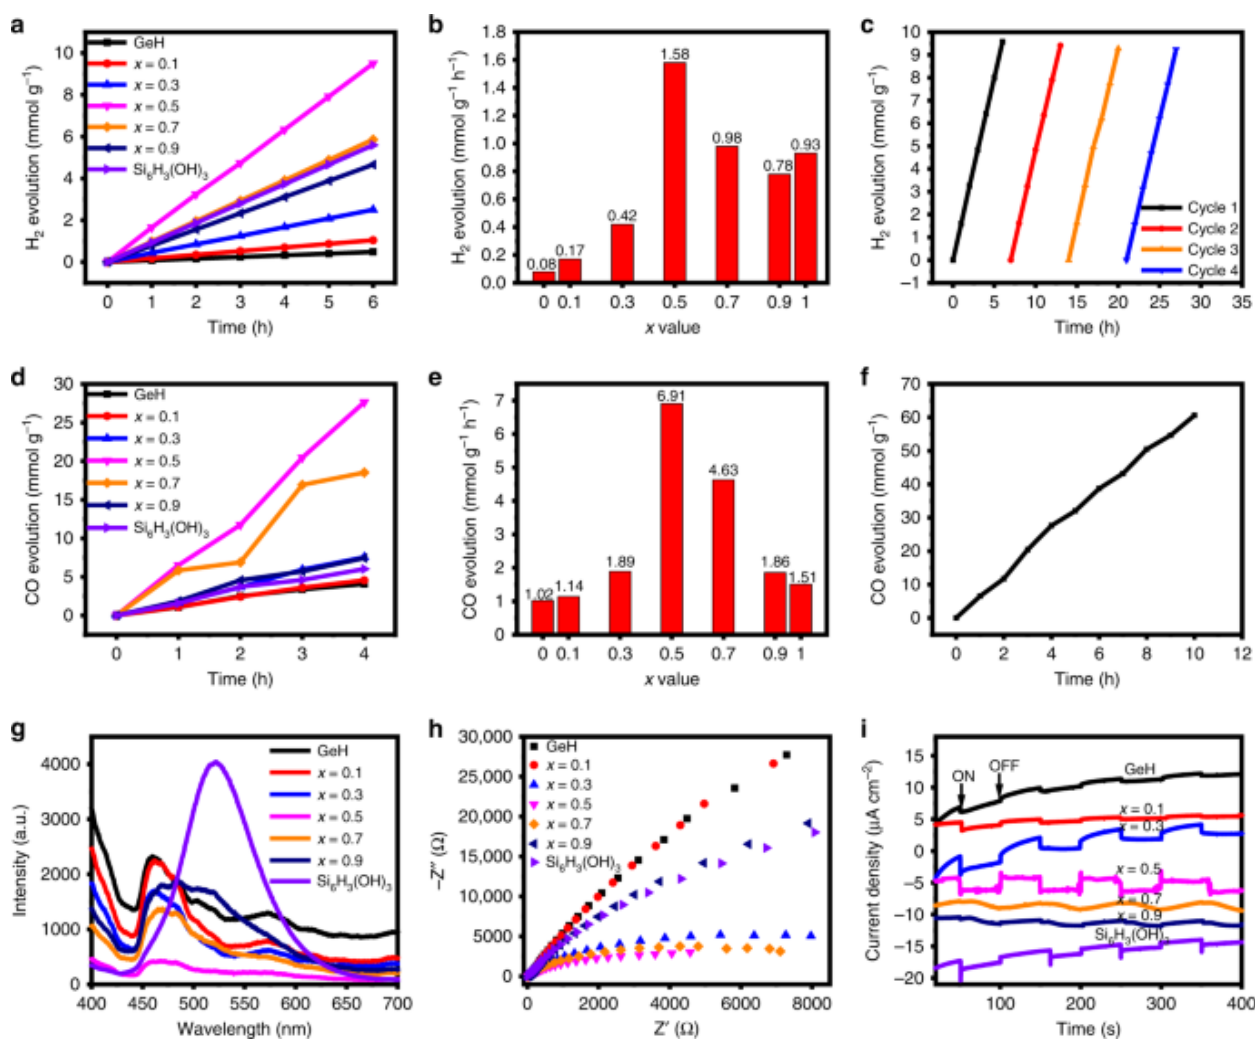 a
H₂ evolution (mmol g⁻¹)
10
8
6
4
2
0
GeH
x = 0.1
x = 0.3
x = 0.5
x = 0.7
x = 0.9
Si₆H₃(OH)₃
0 1 2 3 4 5 6
Time (h)
b
H₂ evolution (mmol g⁻¹ h⁻¹)
1.8
1.6
1.4
1.2
1.0
0.8
0.6
0.4
0.2
0.0
0.08 0.17 0.42 1.58 0.98 0.78 0.93
0 0.1 0.3 0.5 0.7 0.9 1
x value
c
H₂ evolution (mmol g⁻¹)
10
9
8
7
6
5
4
3
2
1
0
−1
Cycle 1
Cycle 2
Cycle 3
Cycle 4
0 5 10 15 20 25 30 35
Time (h)
d
CO evolution (mmol g⁻¹)
30
25
20
15
10
5
0
GeH
x = 0.1
x = 0.3
x = 0.5
x = 0.7
x = 0.9
Si₆H₃(OH)₃
0 1 2 3 4
Time (h)
e
CO evolution (mmol g⁻¹ h⁻¹)
7
6
5
4
3
2
1
0
1.02 1.14 1.89 6.91 4.63 1.86 1.51
0 0.1 0.3 0.5 0.7 0.9 1
x value
f
CO evolution (mmol g⁻¹)
70
60
50
40
30
20
10
0
0 2 4 6 8 10 12
Time (h)
g
Intensity (a.u.)
4000
3000
2000
1000
0
GeH
x = 0.1
x = 0.3
x = 0.5
x = 0.7
x = 0.9
Si₆H₃(OH)₃
400 450 500 550 600 650 700
Wavelength (nm)
h
−Z″ (Ω)
30,000
25,000
20,000
15,000
10,000
5000
0
GeH
x = 0.1
x = 0.3
x = 0.5
x = 0.7
x = 0.9
Si₆H₃(OH)₃
0 2000 4000 6000 8000
Z′ (Ω)
i
Current density (μA cm⁻²)
15
10
5
0
−5
−10
−15
−20
ON
OFF
GeH
x = 0.1
x = 0.3
x = 0.5
x = 0.7
x = 0.9
Si₆H₃(OH)₃
100 200 300 400
Time (s)